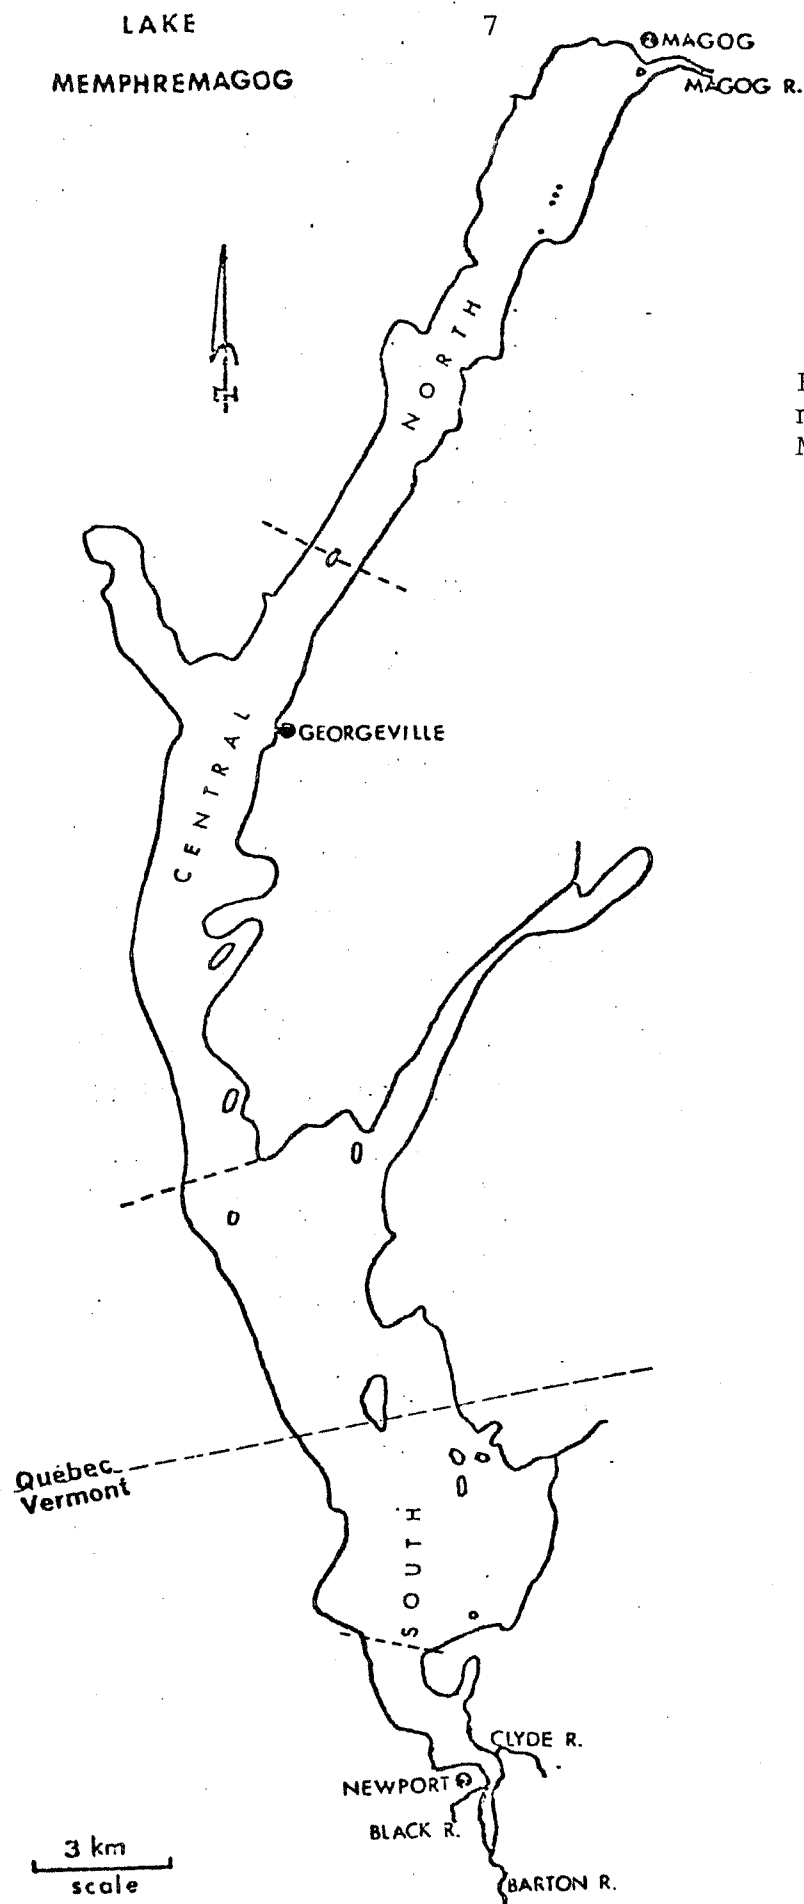 LAKE
MEMPHREMAGOG
7
MAGOG
MAGOG R.
NORTH
GEORGEVILLE
CENTRAL
Québec
Vermont
SOUTH
CLYDE R.
NEWPORT
BLACK R.
BARTON R.
3 km
scale